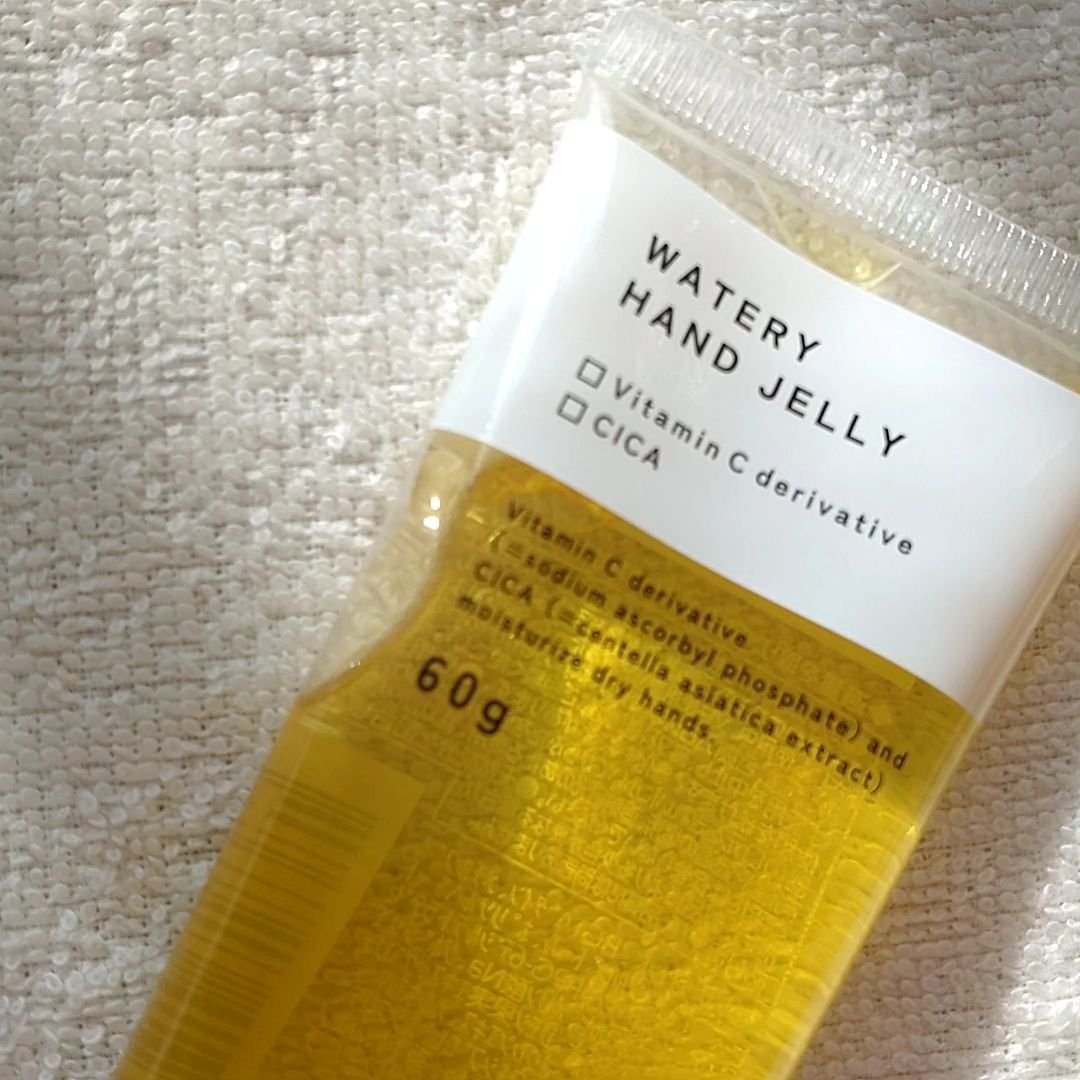 WATERY
HAND JELLY
□ Vitamin C derivative
□ CICA
Vitamin C derivative
(=sodium ascorbyl phosphate) and
CICA (=centella asiatica extract)
moisturize dry hands.
60g